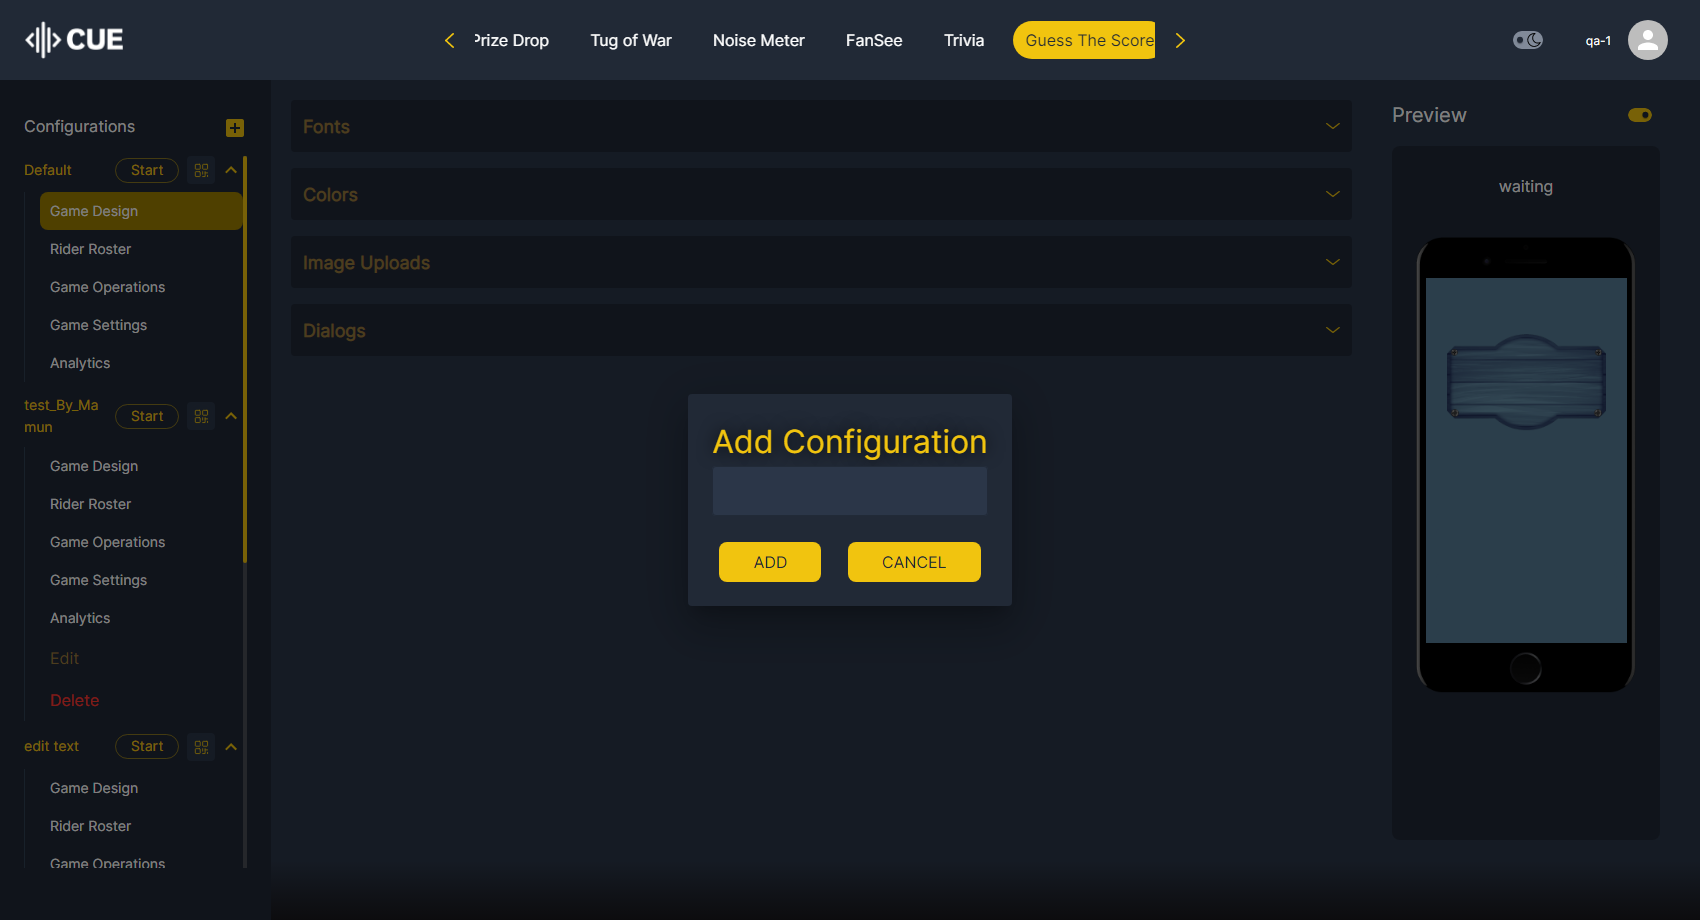 CUE
Prize Drop
Tug of War
Noise Meter
FanSee
Trivia
Guess The Score
qa-1
Configurations
Default
Start
Game Design
Rider Roster
Game Operations
Game Settings
Analytics
test_By_Ma
mun
Start
Game Design
Rider Roster
Game Operations
Game Settings
Analytics
Edit
Delete
edit text
Start
Game Design
Rider Roster
Game Operations
Fonts
Colors
Image Uploads
Dialogs
Add Configuration
ADD
CANCEL
Preview
waiting